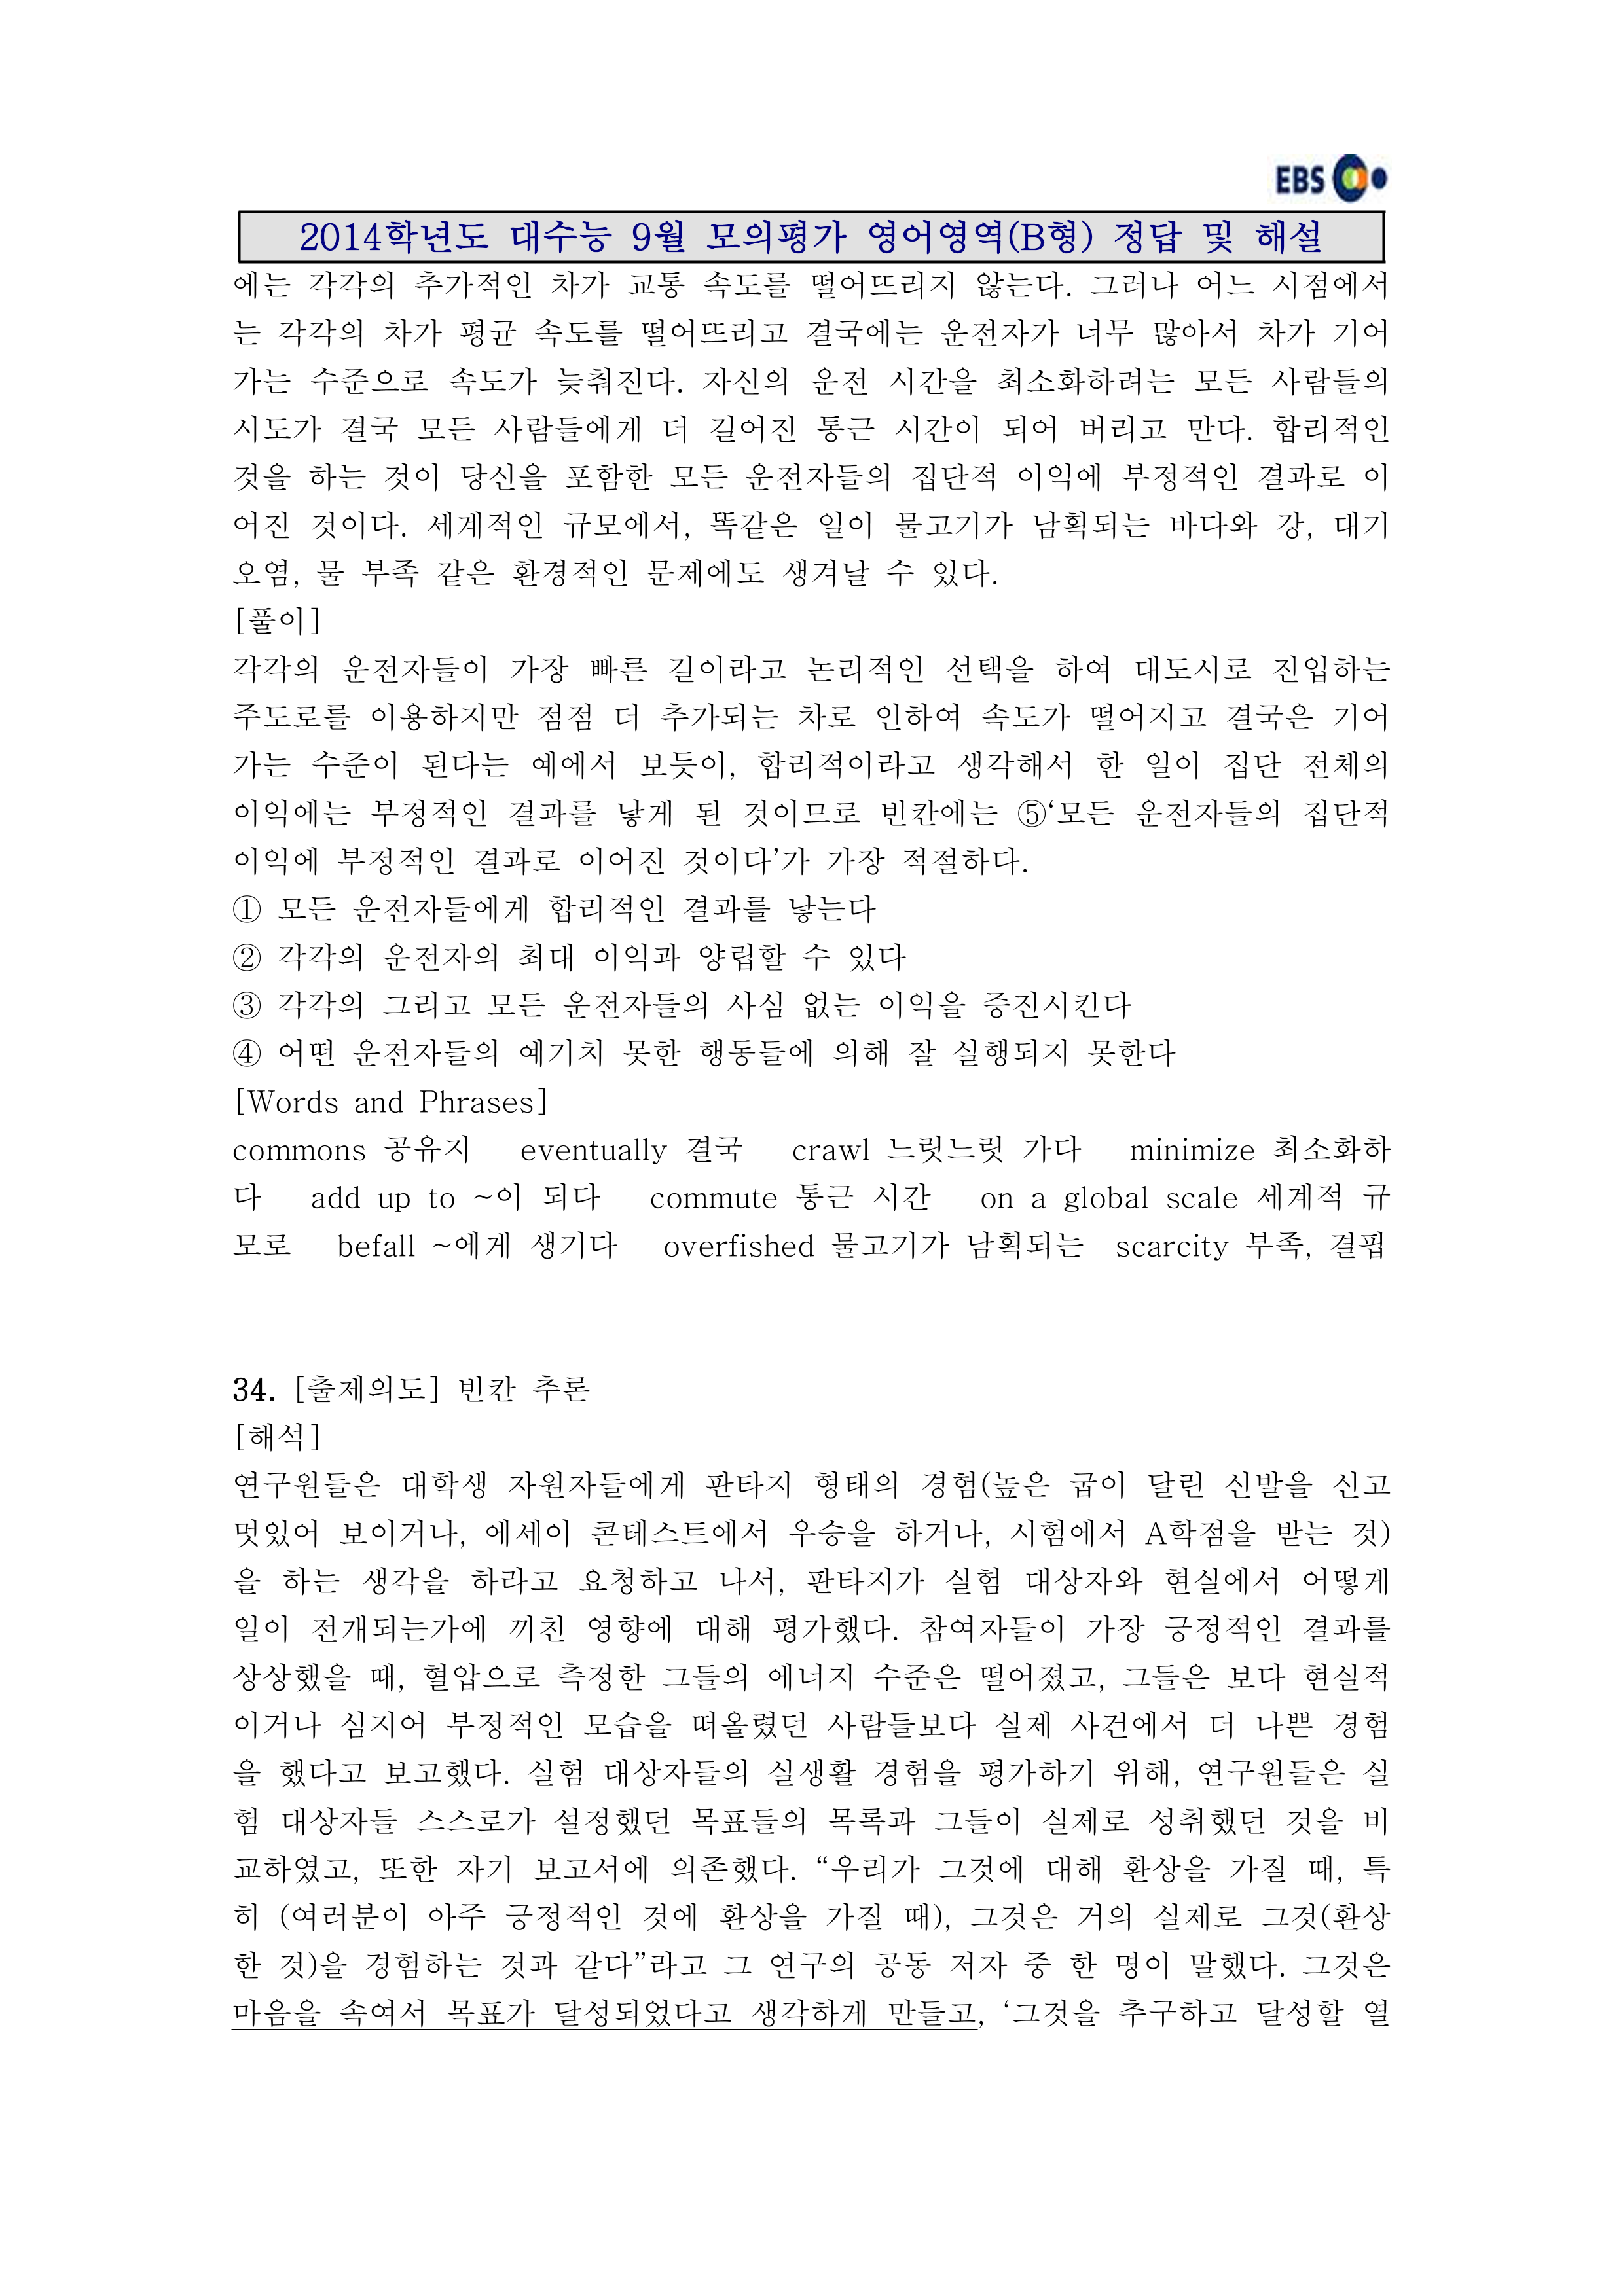 EBS
2014학년도 대수능 9월 모의평가 영어영역(B형) 정답 및 해설
에는 각각의 추가적인 차가 교통 속도를 떨어뜨리지 않는다. 그러나 어느 시점에서
는 각각의 차가 평균 속도를 떨어뜨리고 결국에는 운전자가 너무 많아서 차가 기어
가는 수준으로 속도가 늦춰진다. 자신의 운전 시간을 최소화하려는 모든 사람들의
시도가 결국 모든 사람들에게 더 길어진 통근 시간이 되어 버리고 만다. 합리적인
것을 하는 것이 당신을 포함한 모든 운전자들의 집단적 이익에 부정적인 결과로 이
어진 것이다. 세계적인 규모에서, 똑같은 일이 물고기가 남획되는 바다와 강, 대기
오염, 물 부족 같은 환경적인 문제에도 생겨날 수 있다.
[풀이]
각각의 운전자들이 가장 빠른 길이라고 논리적인 선택을 하여 대도시로 진입하는
주도로를 이용하지만 점점 더 추가되는 차로 인하여 속도가 떨어지고 결국은 기어
가는 수준이 된다는 예에서 보듯이, 합리적이라고 생각해서 한 일이 집단 전체의
이익에는 부정적인 결과를 낳게 된 것이므로 빈칸에는 ⑤‘모든 운전자들의 집단적
이익에 부정적인 결과로 이어진 것이다’가 가장 적절하다.
① 모든 운전자들에게 합리적인 결과를 낳는다
② 각각의 운전자의 최대 이익과 양립할 수 있다
③ 각각의 그리고 모든 운전자들의 사심 없는 이익을 증진시킨다
④ 어떤 운전자들의 예기치 못한 행동들에 의해 잘 실행되지 못한다
[Words and Phrases]
commons 공유지 eventually 결국 crawl 느릿느릿 가다 minimize 최소화하
다 add up to ~이 되다 commute 통근 시간 on a global scale 세계적 규
모로 befall ~에게 생기다 overfished 물고기가 남획되는 scarcity 부족, 결핍
34. [출제의도] 빈칸 추론
[해석]
연구원들은 대학생 자원자들에게 판타지 형태의 경험(높은 굽이 달린 신발을 신고
멋있어 보이거나, 에세이 콘테스트에서 우승을 하거나, 시험에서 A학점을 받는 것)
을 하는 생각을 하라고 요청하고 나서, 판타지가 실험 대상자와 현실에서 어떻게
일이 전개되는가에 끼친 영향에 대해 평가했다. 참여자들이 가장 긍정적인 결과를
상상했을 때, 혈압으로 측정한 그들의 에너지 수준은 떨어졌고, 그들은 보다 현실적
이거나 심지어 부정적인 모습을 떠올렸던 사람들보다 실제 사건에서 더 나쁜 경험
을 했다고 보고했다. 실험 대상자들의 실생활 경험을 평가하기 위해, 연구원들은 실
험 대상자들 스스로가 설정했던 목표들의 목록과 그들이 실제로 성취했던 것을 비
교하였고, 또한 자기 보고서에 의존했다. “우리가 그것에 대해 환상을 가질 때, 특
히 (여러분이 아주 긍정적인 것에 환상을 가질 때), 그것은 거의 실제로 그것(환상
한 것)을 경험하는 것과 같다”라고 그 연구의 공동 저자 중 한 명이 말했다. 그것은
마음을 속여서 목표가 달성되었다고 생각하게 만들고, ‘그것을 추구하고 달성할 열